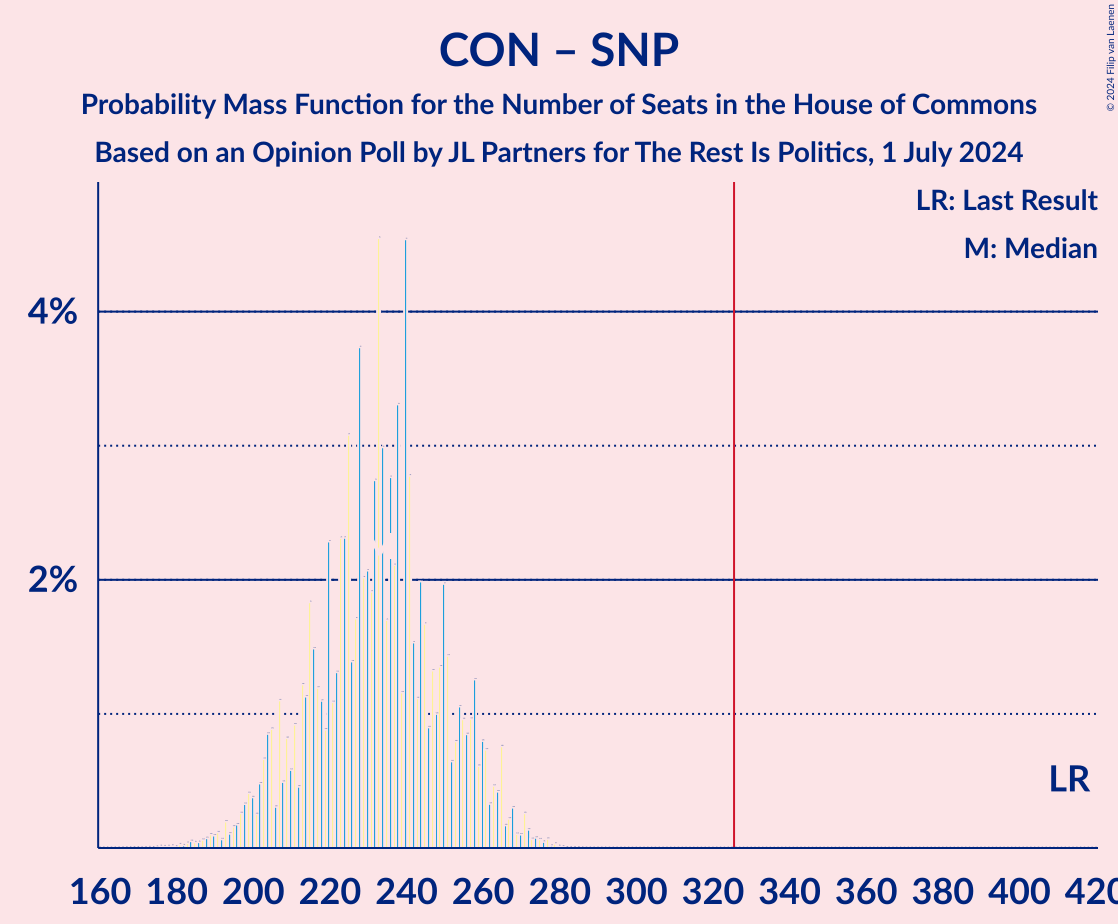 CON – SNP
Probability Mass Function for the Number of Seats in the House of Commons
Based on an Opinion Poll by JL Partners for The Rest Is Politics, 1 July 2024
© 2024 Filip van Laenen
LR: Last Result
M: Median
4%
2%
LR
160 180 200 220 240 260 280 300 320 340 360 380 400 420